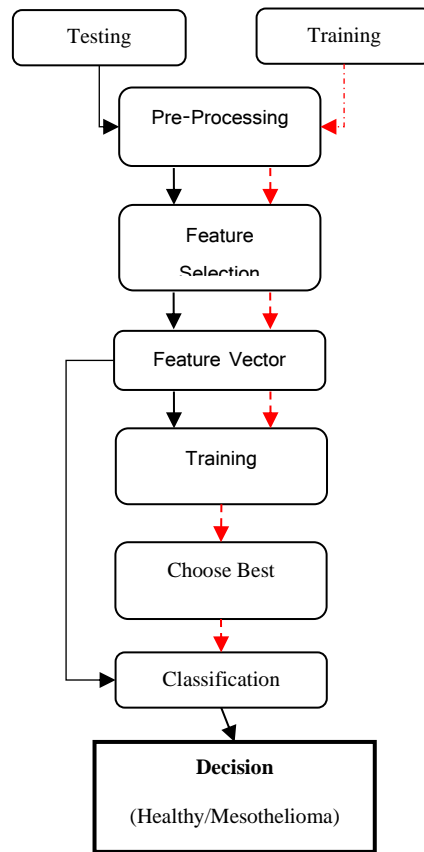 Testing
Training
Pre-Processing
Feature
Selection
Feature Vector
Training
Choose Best
Classification
Decision
(Healthy/Mesothelioma)